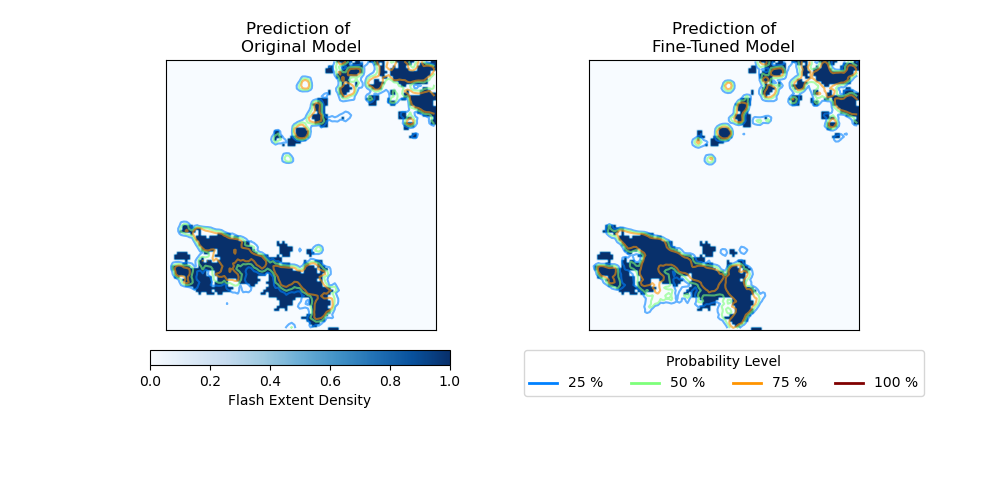 Prediction of
Original Model
Prediction of
Fine-Tuned Model
0.0 0.2 0.4 0.6 0.8 1.0
Flash Extent Density
Probability Level
25 % 50 % 75 % 100 %